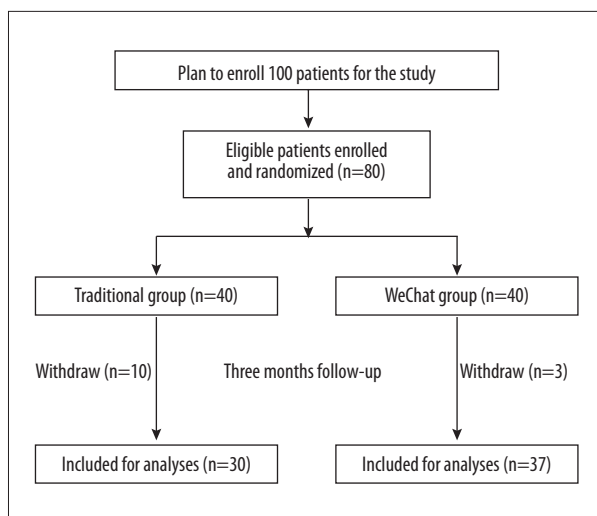 Plan to enroll 100 patients for the study
Eligible patients enrolled
and randomized (n=80)
Traditional group (n=40)
WeChat group (n=40)
Withdraw (n=10)
Three months follow-up
Withdraw (n=3)
Included for analyses (n=30)
Included for analyses (n=37)